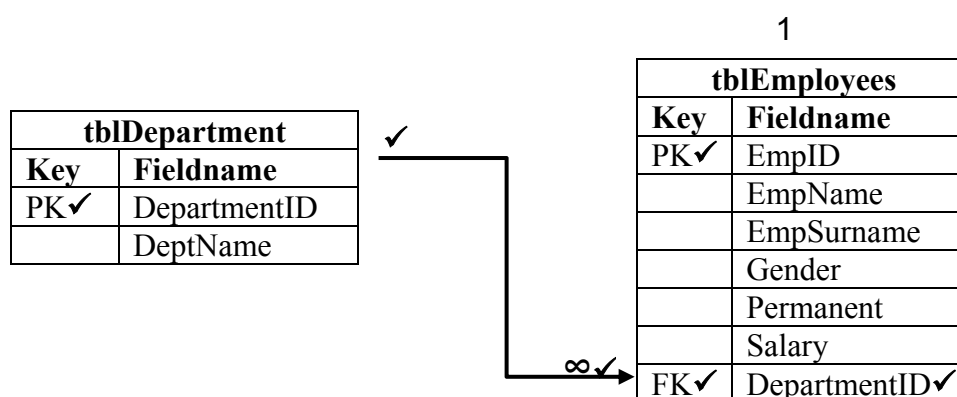 1
tblDepartment
Key Fieldname
PK✓ DepartmentID
DeptName
✓
∞✓
tblEmployees
Key Fieldname
PK✓ EmpID
EmpName
EmpSurname
Gender
Permanent
Salary
FK✓ DepartmentID✓